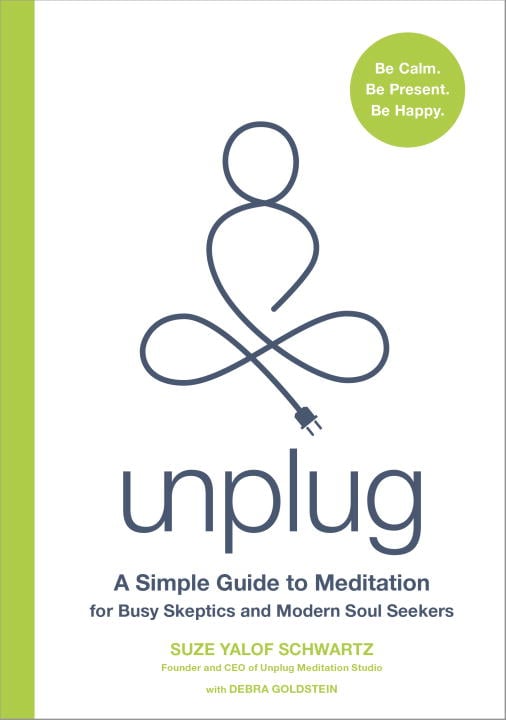 Be Calm.
Be Present.
Be Happy.
unplug
A Simple Guide to Meditation
for Busy Skeptics and Modern Soul Seekers
SUZE YALOF SCHWARTZ
Founder and CEO of Unplug Meditation Studio
with DEBRA GOLDSTEIN